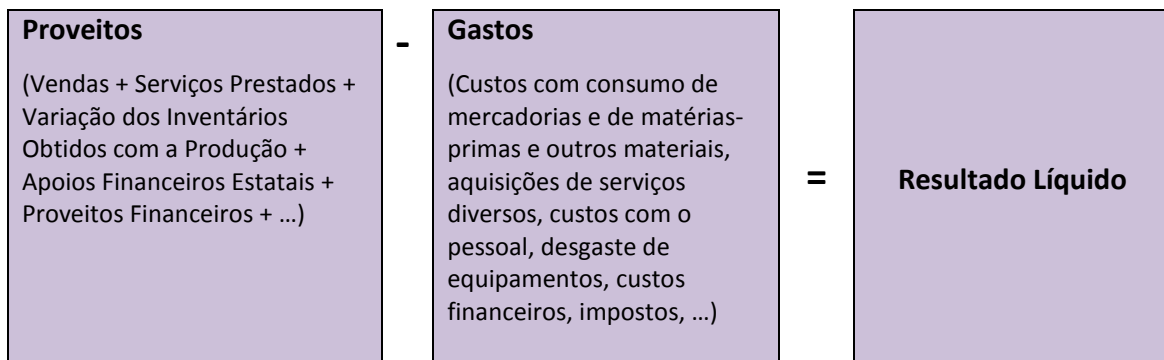 Proveitos
(Vendas + Serviços Prestados +
Variação dos Inventários
Obtidos com a Produção +
Apoios Financeiros Estatais +
Proveitos Financeiros + …)
-
Gastos
(Custos com consumo de
mercadorias e de matérias-
primas e outros materiais,
aquisições de serviços
diversos, custos com o
pessoal, desgaste de
equipamentos, custos
financeiros, impostos, …)
=
Resultado Líquido